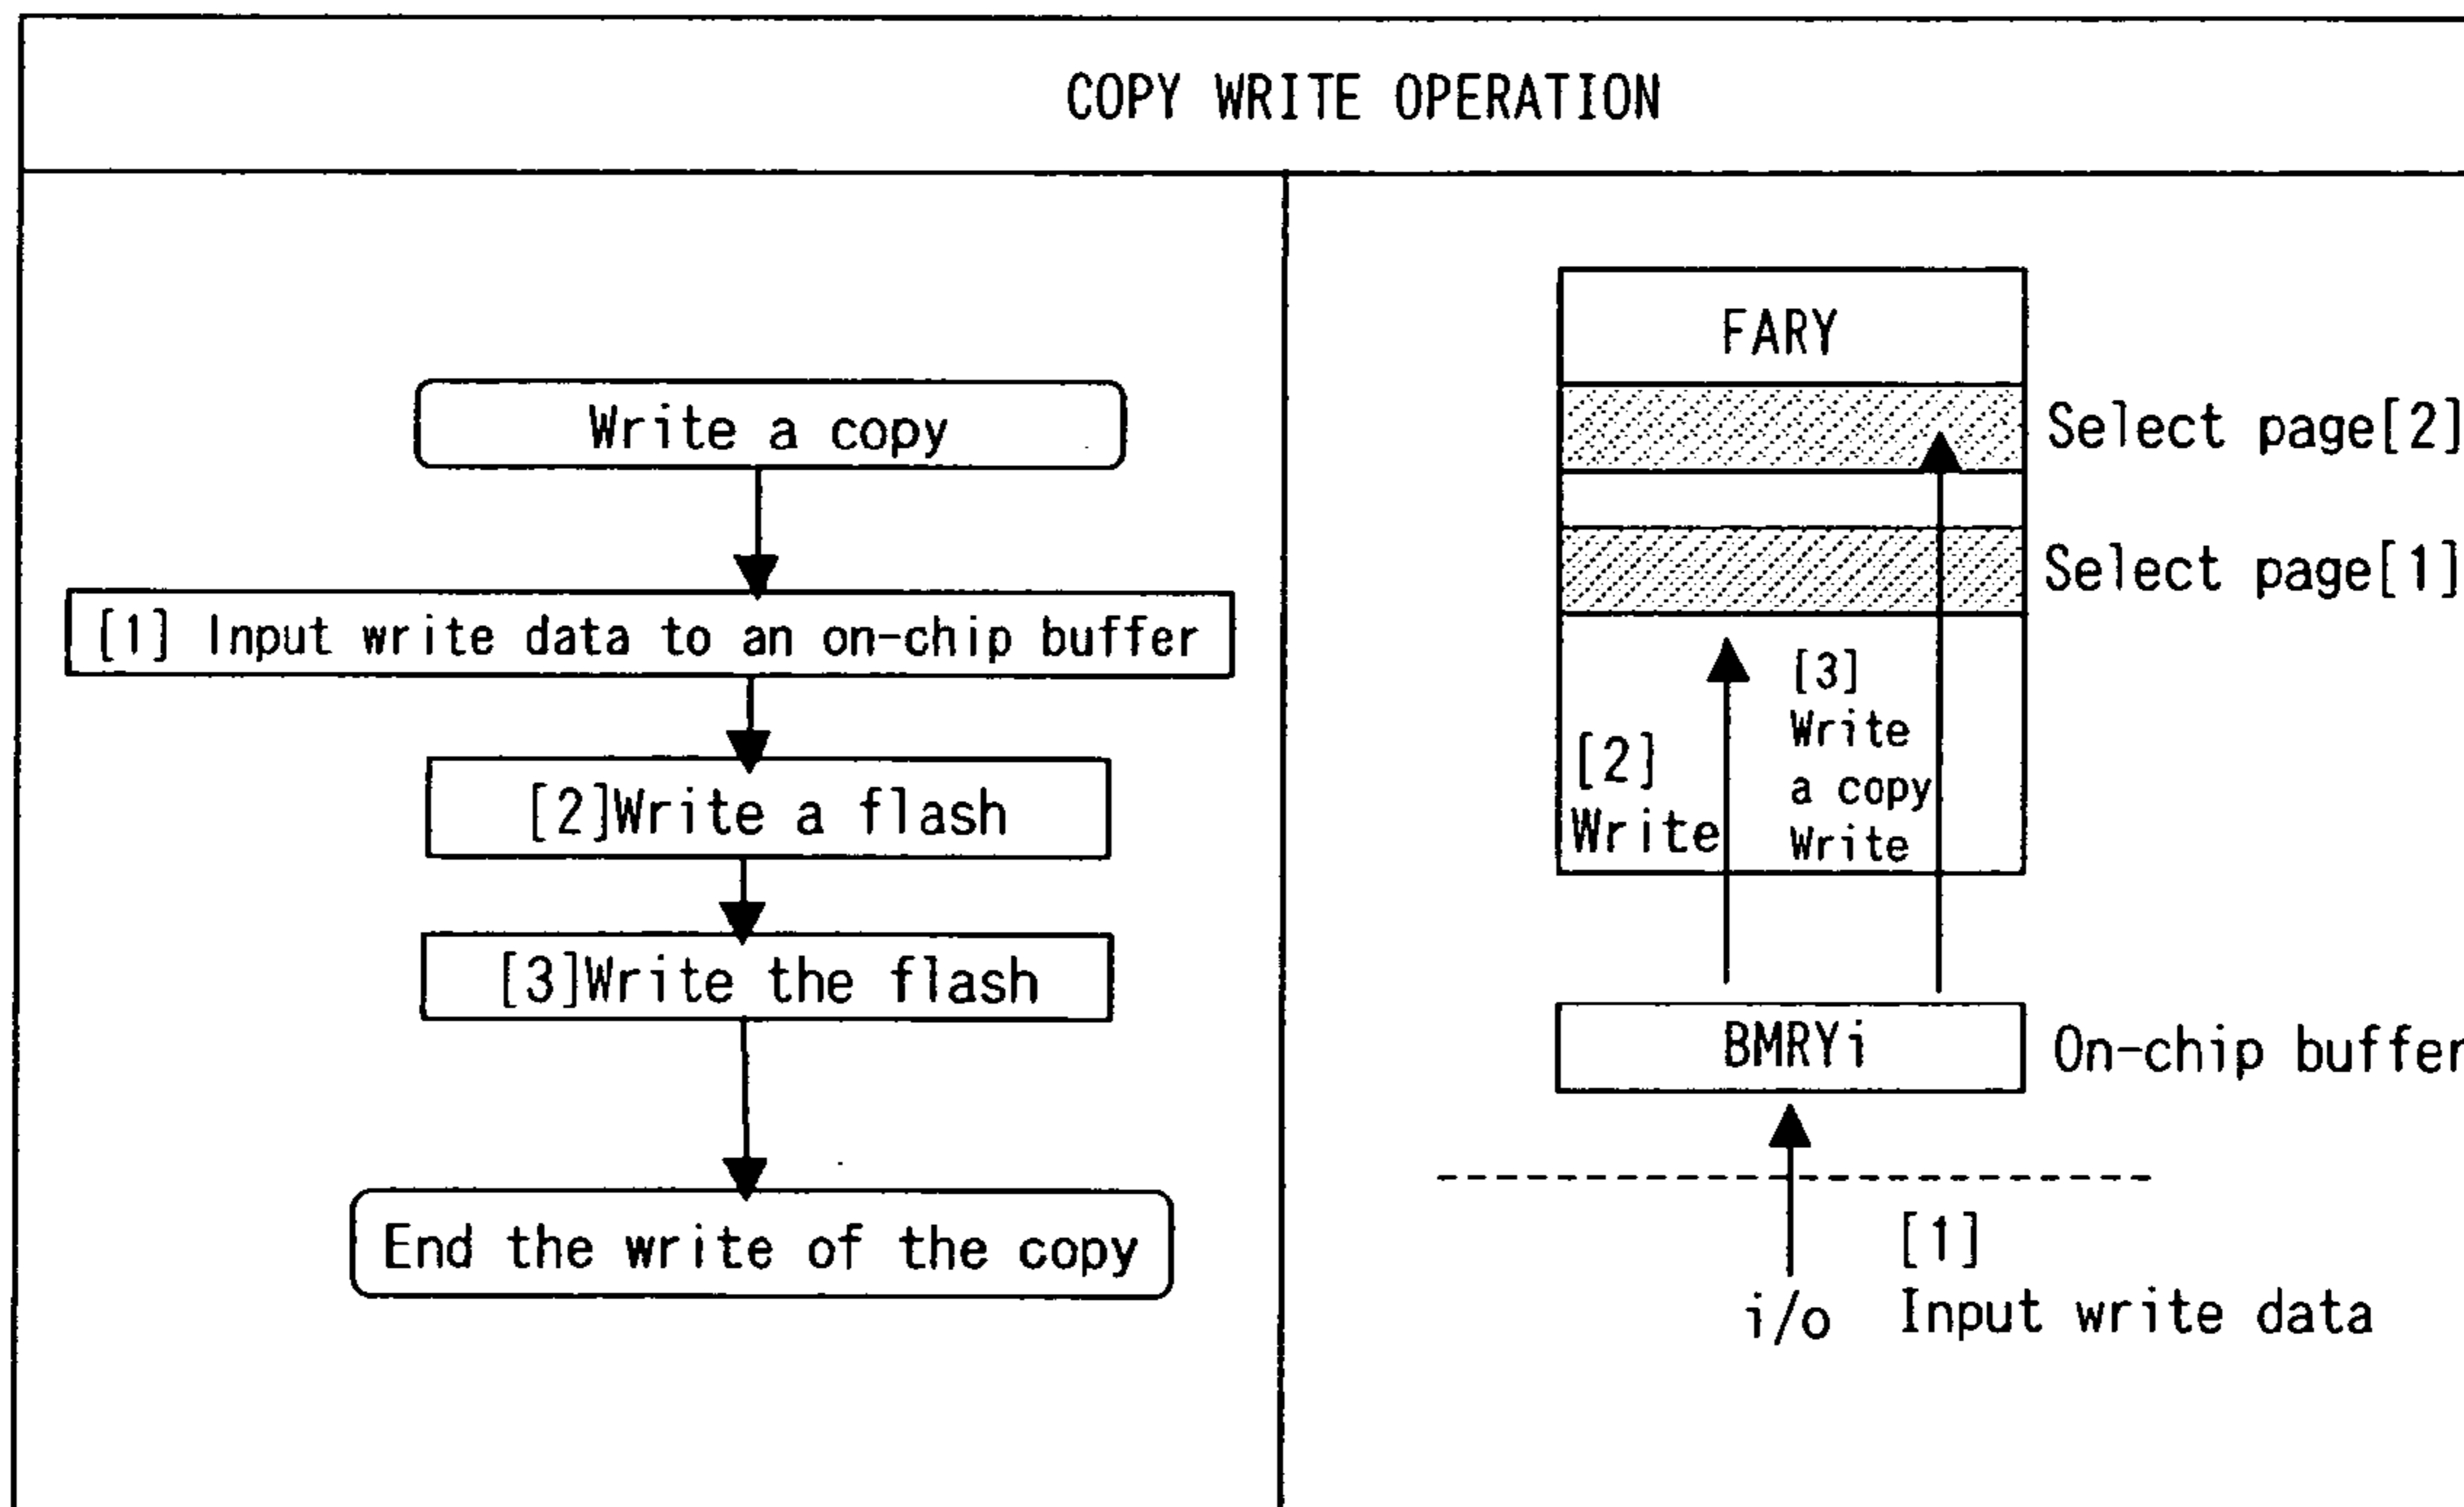 COPY WRITE OPERATION
Write a copy
[1] Input write data to an on-chip buffer
[2]Write a flash
[3]Write the flash
End the write of the copy
FARY
Select page[2]
Select page[1]
[2]
Write
[3]
Write
a copy
Write
BMRYi
On-chip buffer
[1]
i/o
Input write data